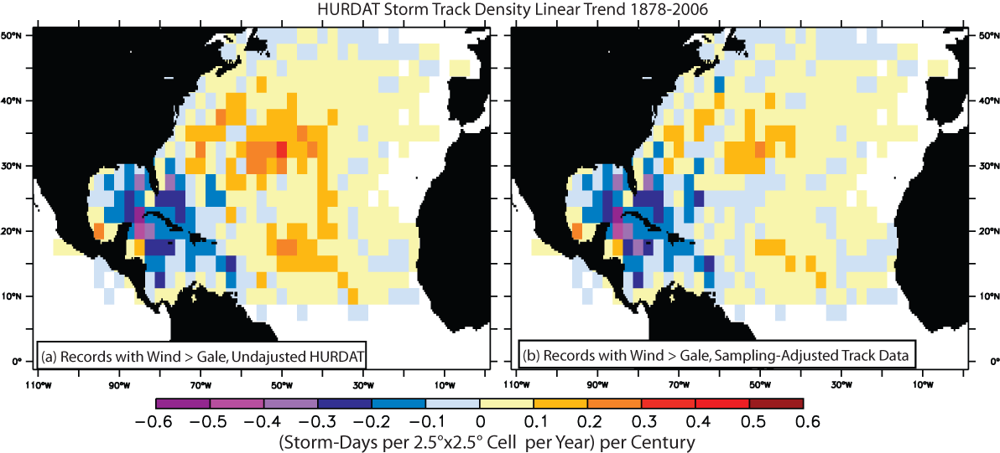 HURDAT Storm Track Density Linear Trend 1878-2006
50°N
40°N
30°N
20°N
10°N
0°
110°W 90°W 70°W 50°W 30°W 10°W
(a) Records with Wind > Gale, Undajusted HURDAT
50°N
40°N
30°N
20°N
10°N
0°
110°W 90°W 70°W 50°W 30°W 10°W
(b) Records with Wind > Gale, Sampling-Adjusted Track Data
−0.6 −0.5 −0.4 −0.3 −0.2 −0.1 0 0.1 0.2 0.3 0.4 0.5 0.6
(Storm-Days per 2.5°x2.5° Cell per Year) per Century